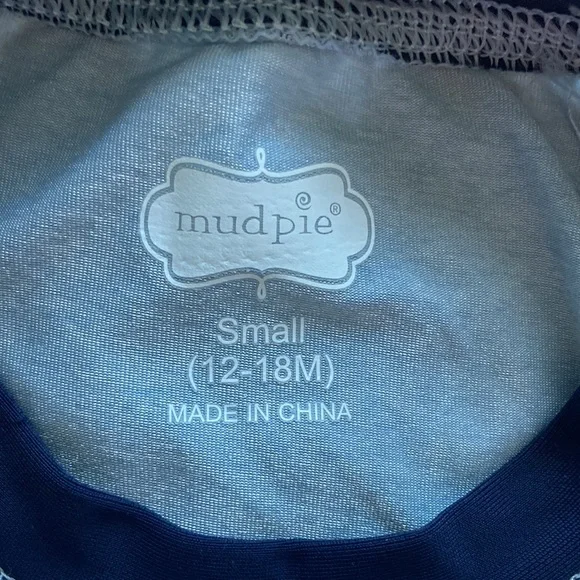 mudpie®
Small
(12-18M)
MADE IN CHINA